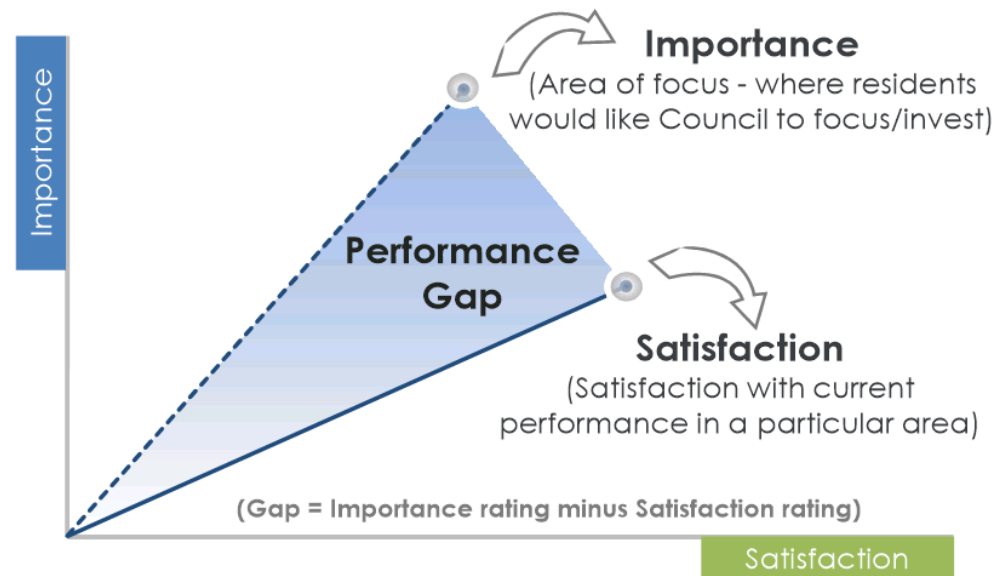 Importance
Importance
(Area of focus - where residents
would like Council to focus/invest)
Performance
Gap
Satisfaction
(Satisfaction with current
performance in a particular area)
(Gap = Importance rating minus Satisfaction rating)
Satisfaction